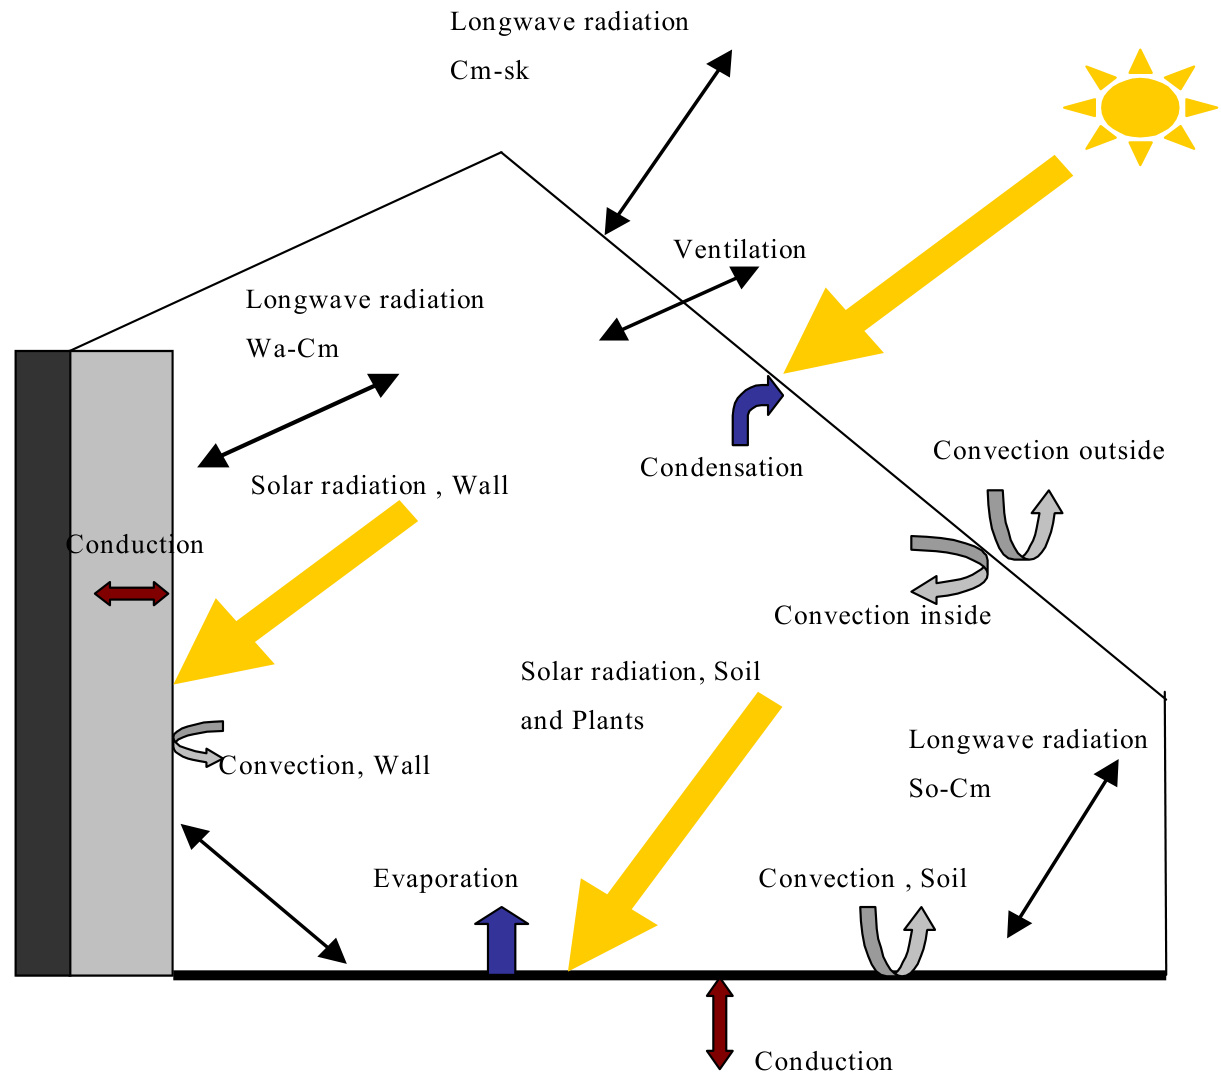 Longwave radiation
Cm-sk
Ventilation
Longwave radiation
Wa-Cm
Condensation
Convection outside
Solar radiation , Wall
Conduction
Convection inside
Solar radiation, Soil
and Plants
Longwave radiation
So-Cm
Convection, Wall
Evaporation
Convection , Soil
Conduction